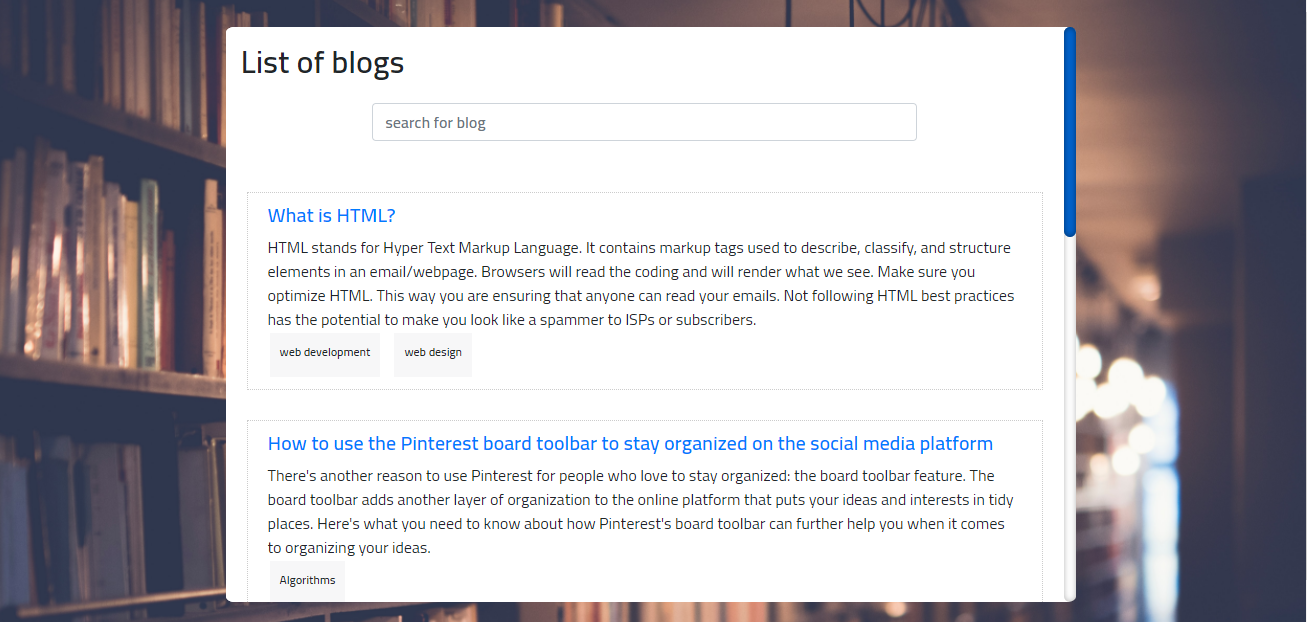 List of blogs
search for blog
What is HTML?
HTML stands for Hyper Text Markup Language. It contains markup tags used to describe, classify, and structure
elements in an email/webpage. Browsers will read the coding and will render what we see. Make sure you
optimize HTML. This way you are ensuring that anyone can read your emails. Not following HTML best practices
has the potential to make you look like a spammer to ISPs or subscribers.
web development web design
How to use the Pinterest board toolbar to stay organized on the social media platform
There's another reason to use Pinterest for people who love to stay organized: the board toolbar feature. The
board toolbar adds another layer of organization to the online platform that puts your ideas and interests in tidy
places. Here's what you need to know about how Pinterest's board toolbar can further help you when it comes
to organizing your ideas.
Algorithms